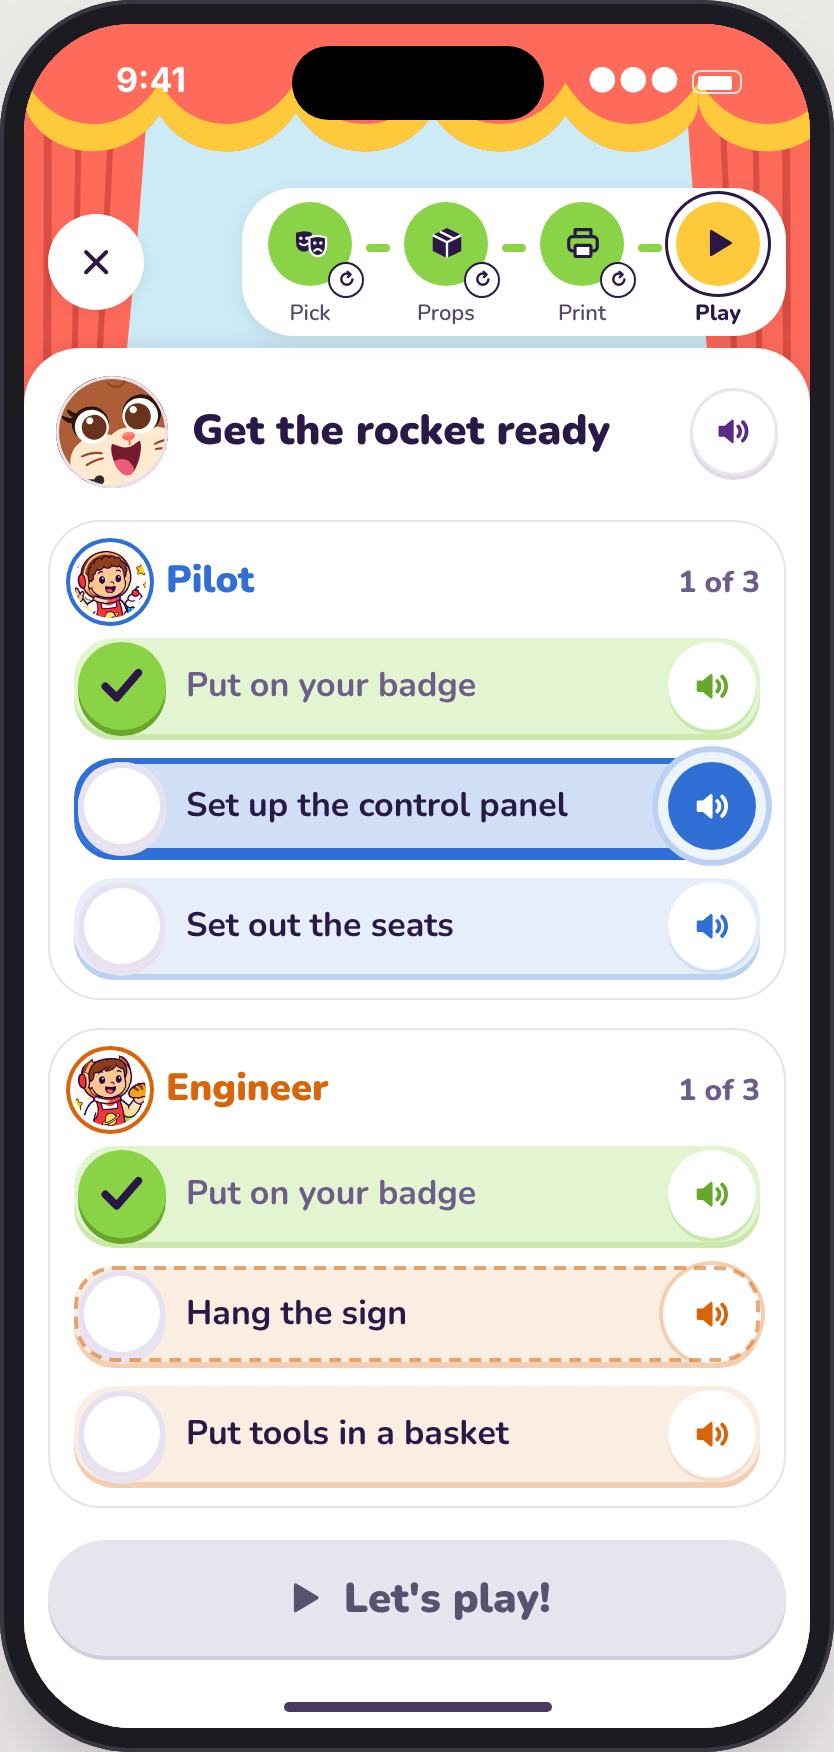 9:41
Pick
Props
Print
Play
Get the rocket ready
Pilot
1 of 3
Put on your badge
Set up the control panel
Set out the seats
Engineer
1 of 3
Put on your badge
Hang the sign
Put tools in a basket
Let's play!